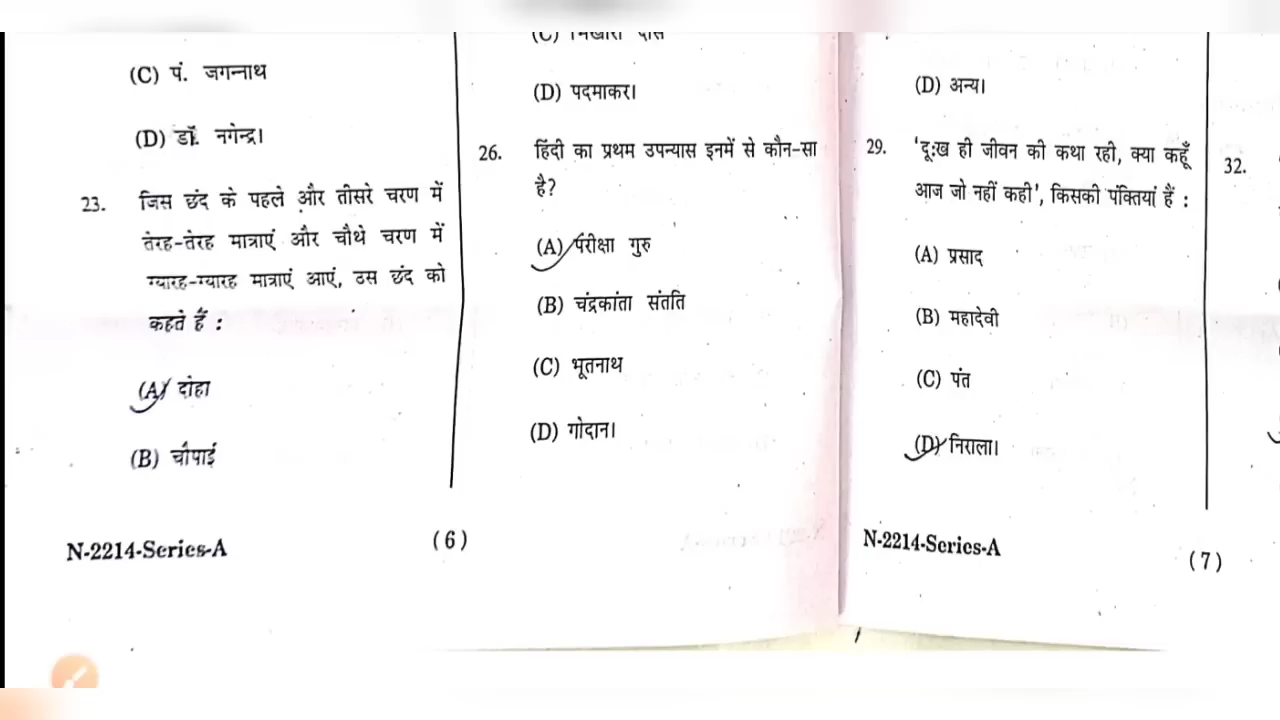 (C) पं. जगन्नाथ
(D) डॉ. नगेन्द्र।
23. जिस छंद के पहले और तीसरे चरण में
तेरह-तेरह मात्राएं और चौथे चरण में
ग्यारह-ग्यारह मात्राएं आएं, उस छंद को
कहते हैं :
(A) दोहा
(B) चौपाई
N-2214-Series-A
(6)
(C) भिखारी दास
(D) पदमाकर।
26. हिंदी का प्रथम उपन्यास इनमें से कौन-सा
है?
(A) परीक्षा गुरु
(B) चंद्रकांता संतति
(C) भूतनाथ
(D) गोदान।
(D) अन्य।
29. 'दुःख ही जीवन की कथा रही, क्या कहूँ
आज जो नहीं कही', किसकी पंक्तियां हैं :
(A) प्रसाद
(B) महादेवी
(C) पंत
(D) निराला।
N-2214-Series-A
(7)
32.